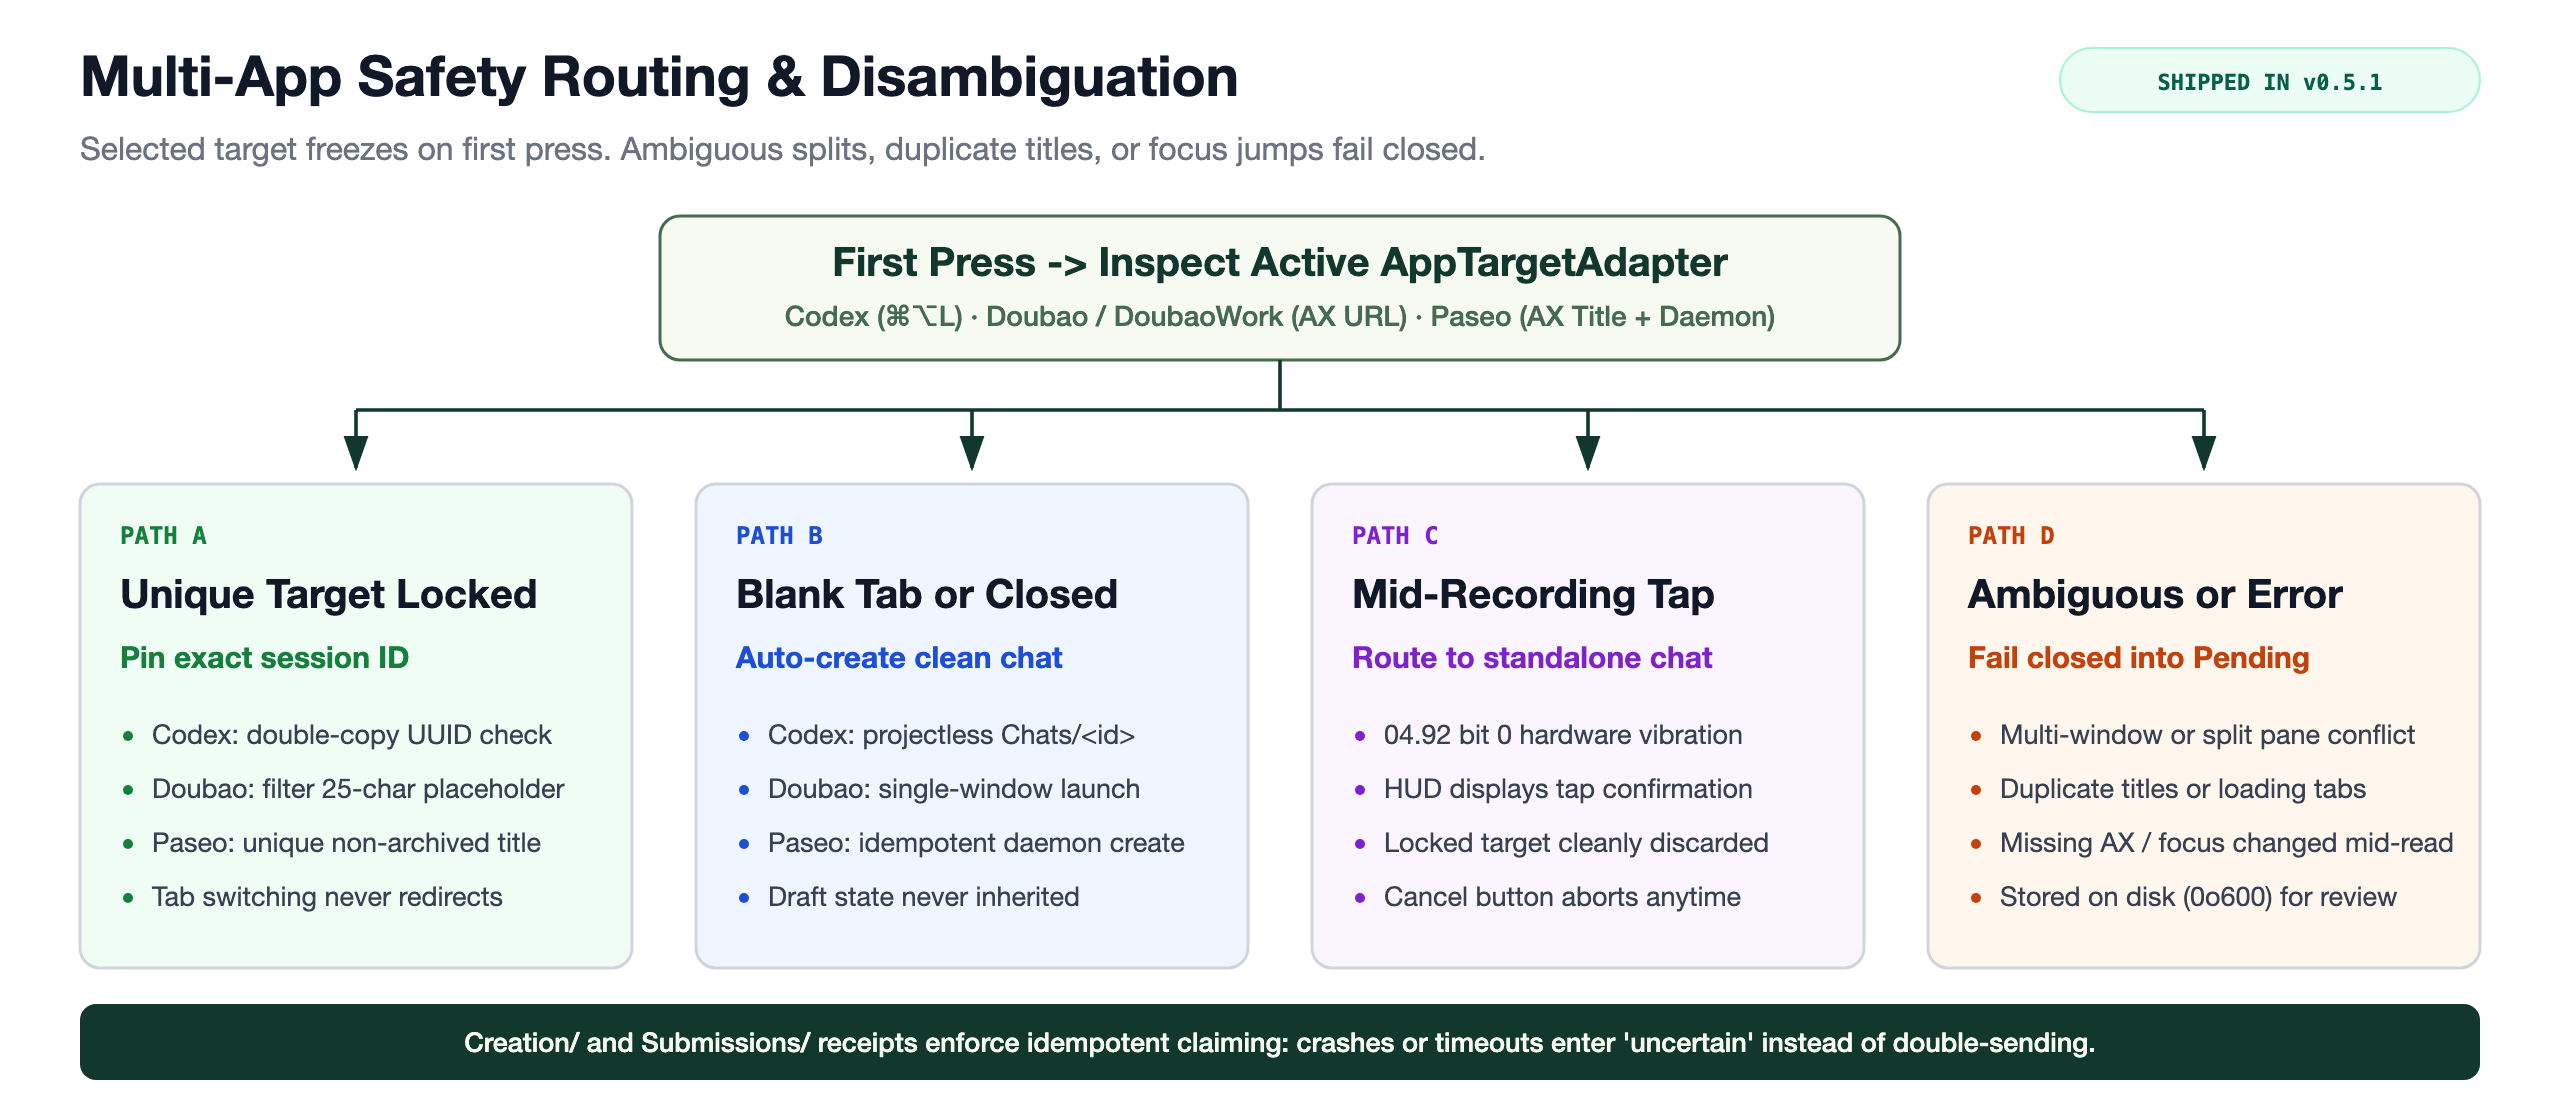 Multi-App Safety Routing & Disambiguation
SHIPPED IN v0.5.1
Selected target freezes on first press. Ambiguous splits, duplicate titles, or focus jumps fail closed.
First Press -> Inspect Active AppTargetAdapter
Codex (⌘⌥L) · Doubao / DoubaoWork (AX URL) · Paseo (AX Title + Daemon)
PATH A
Unique Target Locked
Pin exact session ID
• Codex: double-copy UUID check
• Doubao: filter 25-char placeholder
• Paseo: unique non-archived title
• Tab switching never redirects
PATH B
Blank Tab or Closed
Auto-create clean chat
• Codex: projectless Chats/<id>
• Doubao: single-window launch
• Paseo: idempotent daemon create
• Draft state never inherited
PATH C
Mid-Recording Tap
Route to standalone chat
• 04.92 bit 0 hardware vibration
• HUD displays tap confirmation
• Locked target cleanly discarded
• Cancel button aborts anytime
PATH D
Ambiguous or Error
Fail closed into Pending
• Multi-window or split pane conflict
• Duplicate titles or loading tabs
• Missing AX / focus changed mid-read
• Stored on disk (0o600) for review
Creation/ and Submissions/ receipts enforce idempotent claiming: crashes or timeouts enter 'uncertain' instead of double-sending.